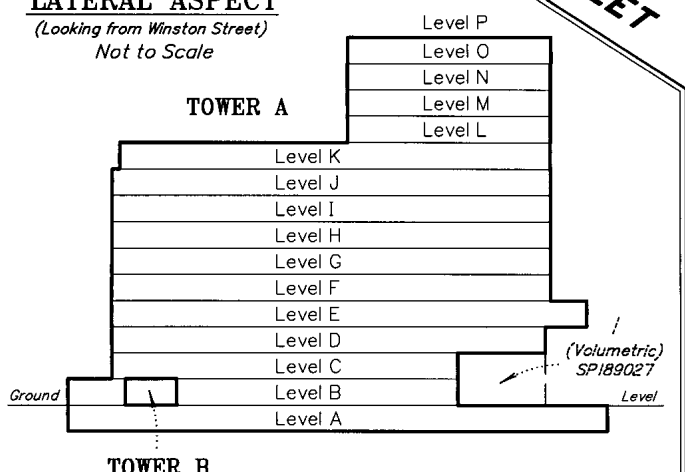 LATERAL ASPECT
(Looking from Winston Street)
Not to Scale
TOWER A
Level P
Level O
Level N
Level M
Level L
Level K
Level J
Level I
Level H
Level G
Level F
Level E
Level D
Level C
Level B
Level A
(Volumetric)
SP189027
Ground
Level
TOWER B